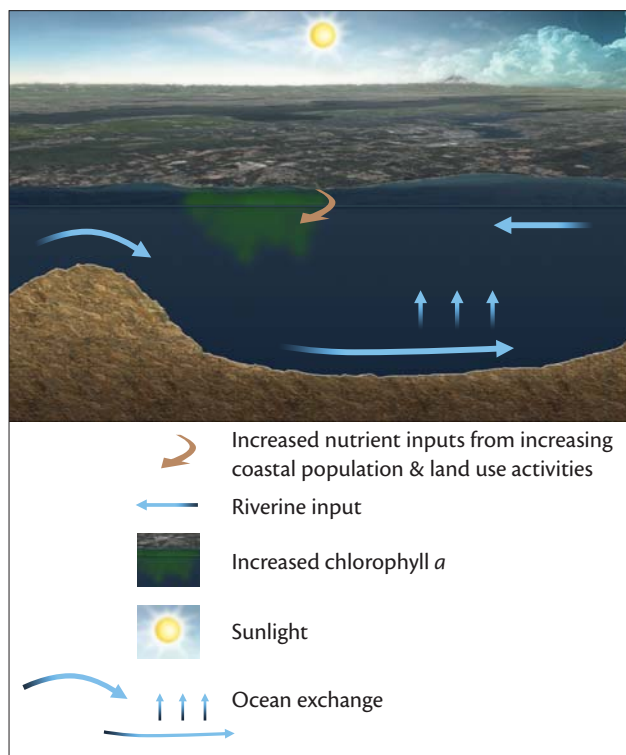 Increased nutrient inputs from increasing
coastal population & land use activities
Riverine input
Increased chlorophyll a
Sunlight
Ocean exchange